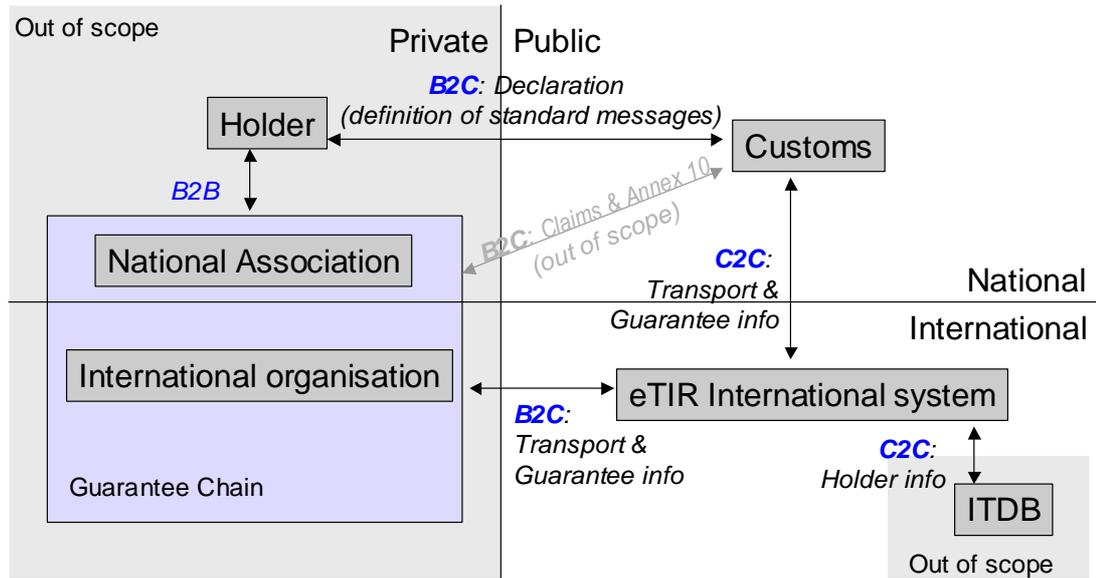 Out of scope
Private
Public
B2C: Declaration
(definition of standard messages)
Holder
Customs
B2B
B2C: Claims & Annex 10
(out of scope)
National Association
C2C:
Transport &
Guarantee info
National
International
International organisation
eTIR International system
B2C:
Transport &
Guarantee info
C2C:
Holder info
Guarantee Chain
ITDB
Out of scope